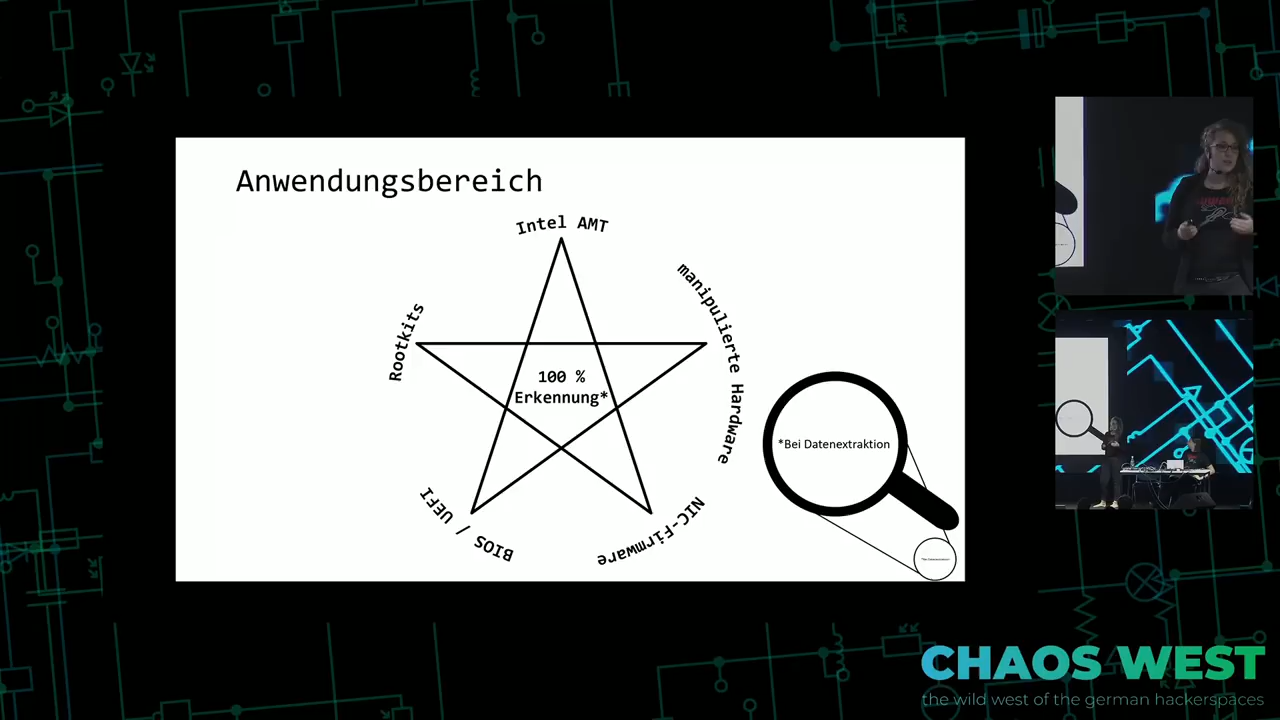 Anwendungsbereich
Intel AMT
manipulierte Hardware
Rootkits
100 %
Erkennung*
*Bei Datenextraktion
BIOS / UEFI
NIC-Firmware
CHAOS WEST
the wild west of the german hackerspaces